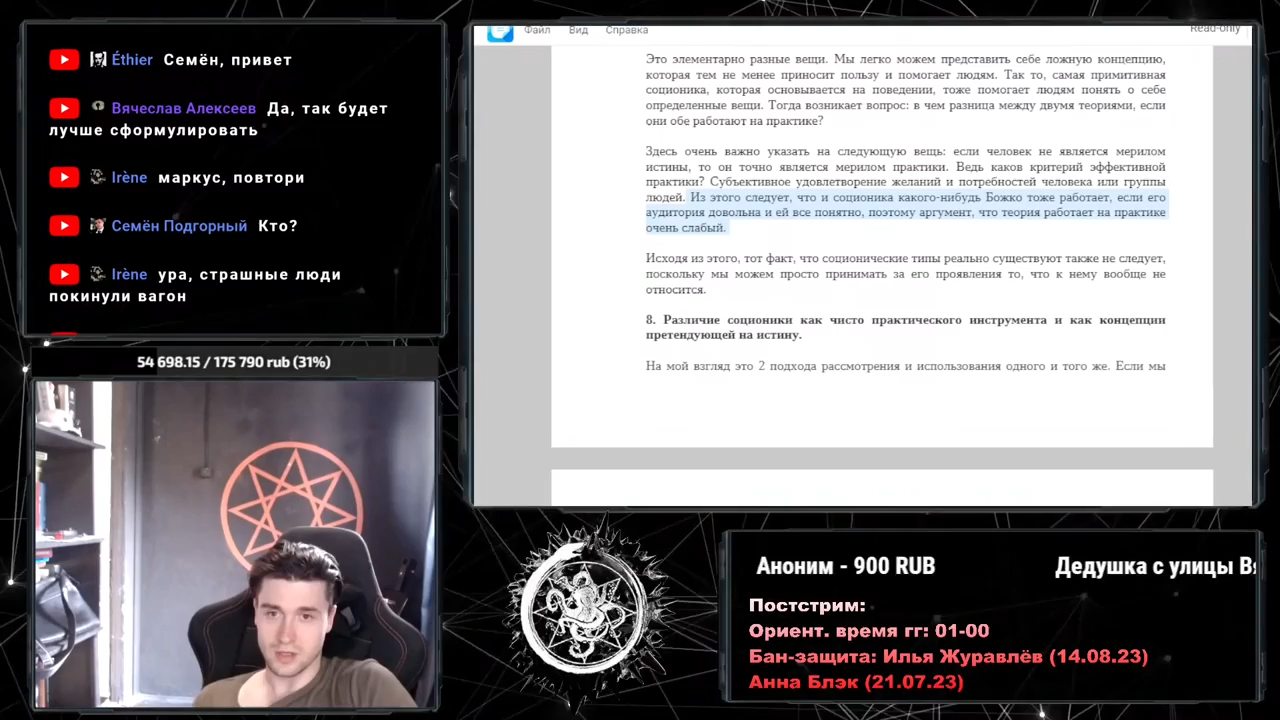 Éthier Семён, привет
Вячеслав Алексеев Да, так будет
лучше сформулировать
Irène маркус, повтори
Семён Подгорный Кто?
Irène ура, страшные люди
покинули вагон
54 698.15 / 175 790 rub (31%)
Файл Вид Справка Read-only
Это элементарно разные вещи. Мы легко можем представить себе ложную концепцию,
которая тем не менее приносит пользу и помогает людям. Так то, самая примитивная
соционика, которая основывается на поведении, тоже помогает людям понять о себе
определенные вещи. Тогда возникает вопрос: в чем разница между двумя теориями, если
они обе работают на практике?
Здесь очень важно указать на следующую вещь: если человек не является мерилом
истины, то он точно является мерилом практики. Ведь каков критерий эффективной
практики? Субъективное удовлетворение желаний и потребностей человека или группы
людей. Из этого следует, что и соционика какого-нибудь Божко тоже работает, если его
аудитория довольна и ей все понятно, поэтому аргумент, что теория работает на практике
очень слабый.
Исходя из этого, тот факт, что соционические типы реально существуют также не следует,
поскольку мы можем просто принимать за его проявления то, что к нему вообще не
относится.
8. Различие соционики как чисто практического инструмента и как концепции
претендующей на истину.
На мой взгляд это 2 подхода рассмотрения и использования одного и того же. Если мы
Аноним - 900 RUB Дедушка с улицы
Постстрим:
Ориент. время гг: 01-00
Бан-защита: Илья Журавлёв (14.08.23)
Анна Блэк (21.07.23)